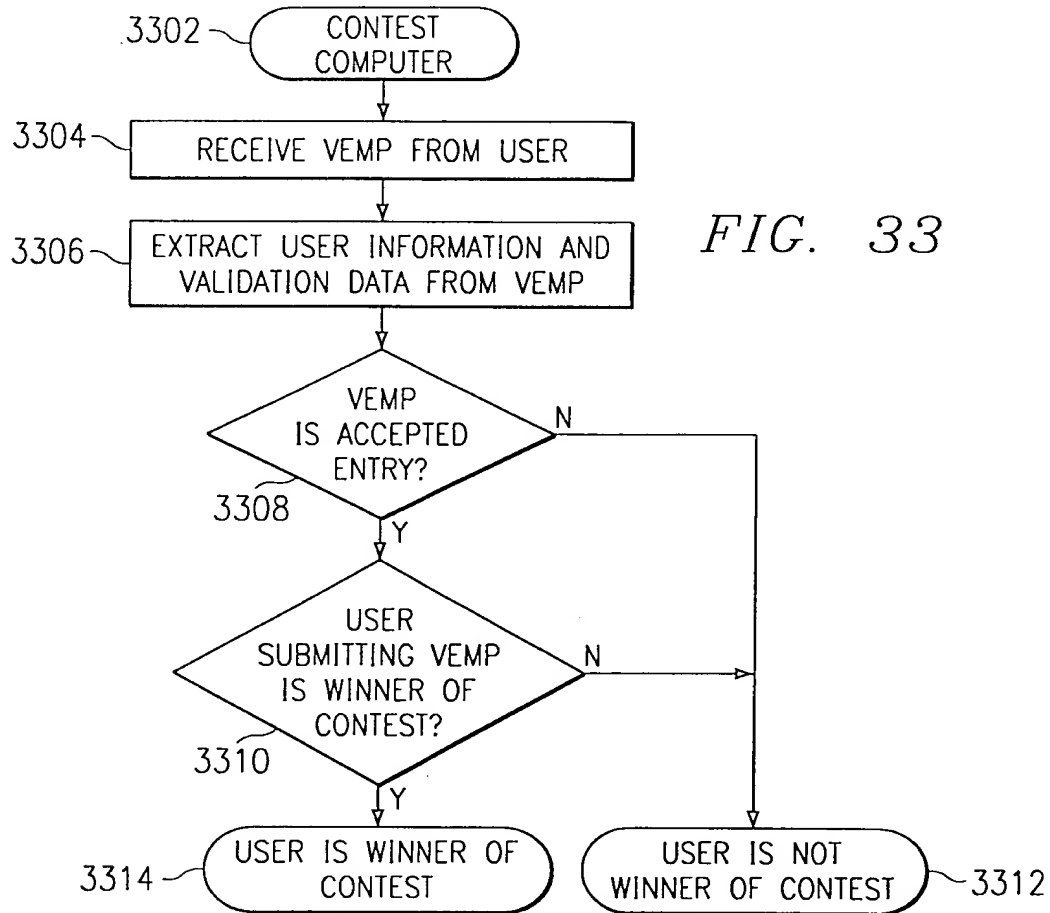 3302
CONTEST
COMPUTER
3304
RECEIVE VEMP FROM USER
3306
EXTRACT USER INFORMATION AND
VALIDATION DATA FROM VEMP
FIG. 33
VEMP
IS ACCEPTED
ENTRY?
N
3308
Y
USER
SUBMITTING VEMP
IS WINNER OF
CONTEST?
N
3310
Y
3314
USER IS WINNER OF
CONTEST
USER IS NOT
WINNER OF CONTEST
3312